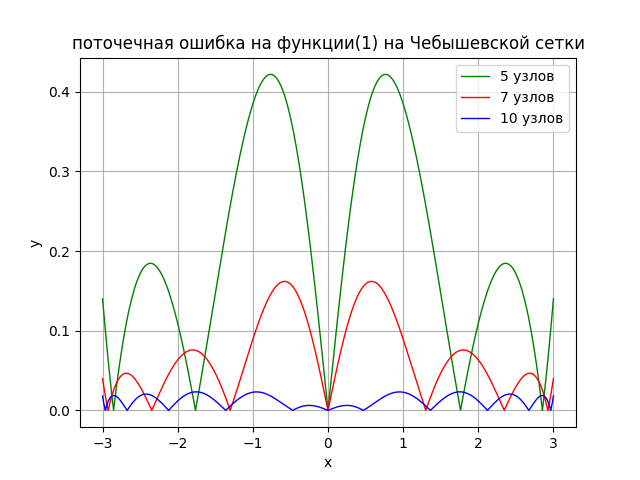 поточечная ошибка на функции(1) на Чебышевской сетки
5 узлов
7 узлов
10 узлов
y
0.4
0.3
0.2
0.1
0.0
−3 −2 −1 0 1 2 3
x